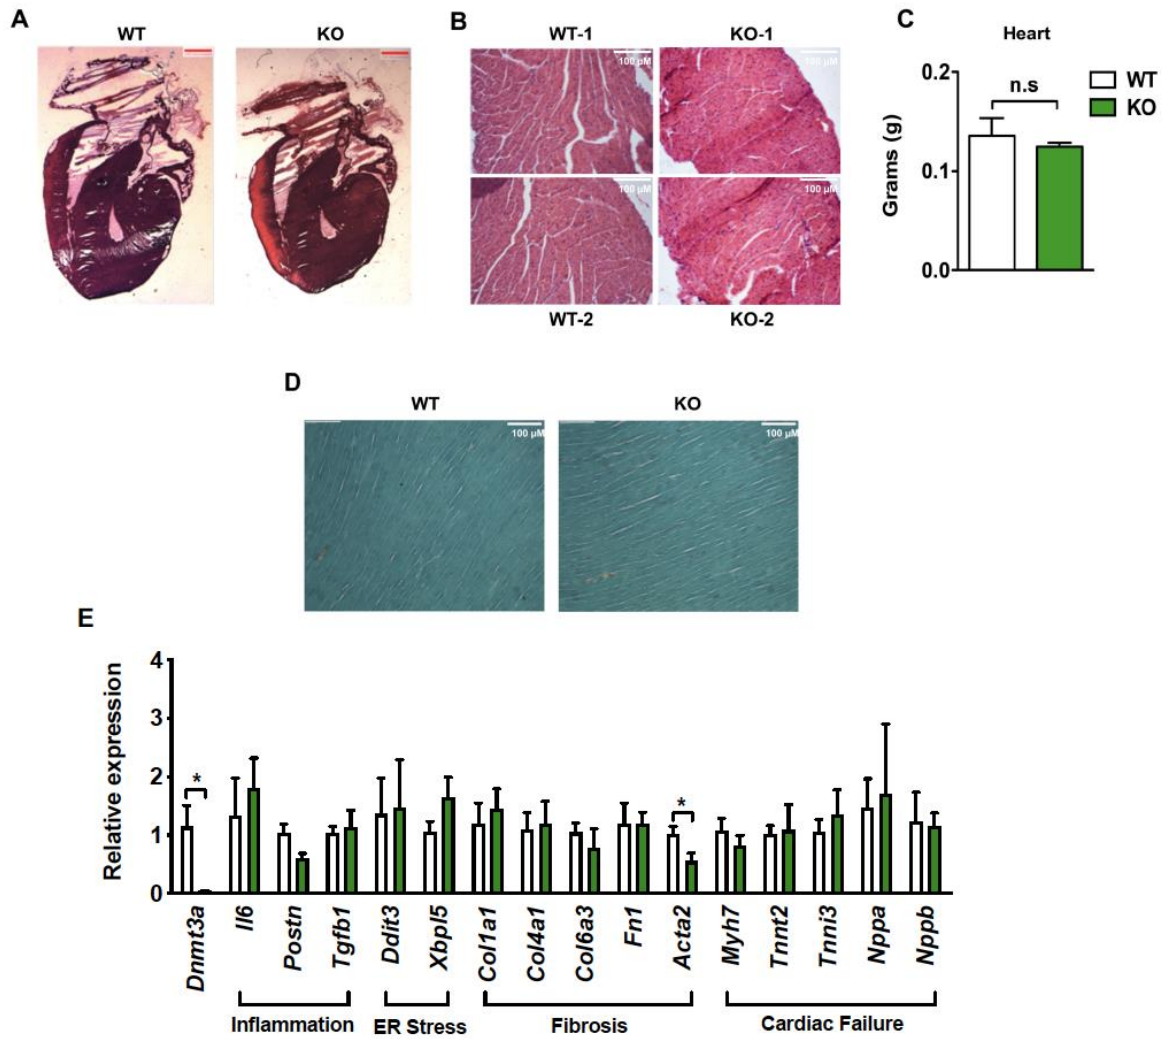 A
WT
KO
B
WT-1
KO-1
100 µM
100 µM
100 µM
100 µM
WT-2
KO-2
C
Heart
0.2
0.1
0.0
Grams (g)
n.s
WT
KO
D
WT
KO
100 µM
100 µM
E
Relative expression
4
3
2
1
0
*
*
Dnmt3a
Il6
Postn
Tgfb1
Ddit3
Xbpl5
Col1a1
Col4a1
Col6a3
Fn1
Acta2
Myh7
Tnnt2
Tnni3
Nppa
Nppb
Inflammation
ER Stress
Fibrosis
Cardiac Failure